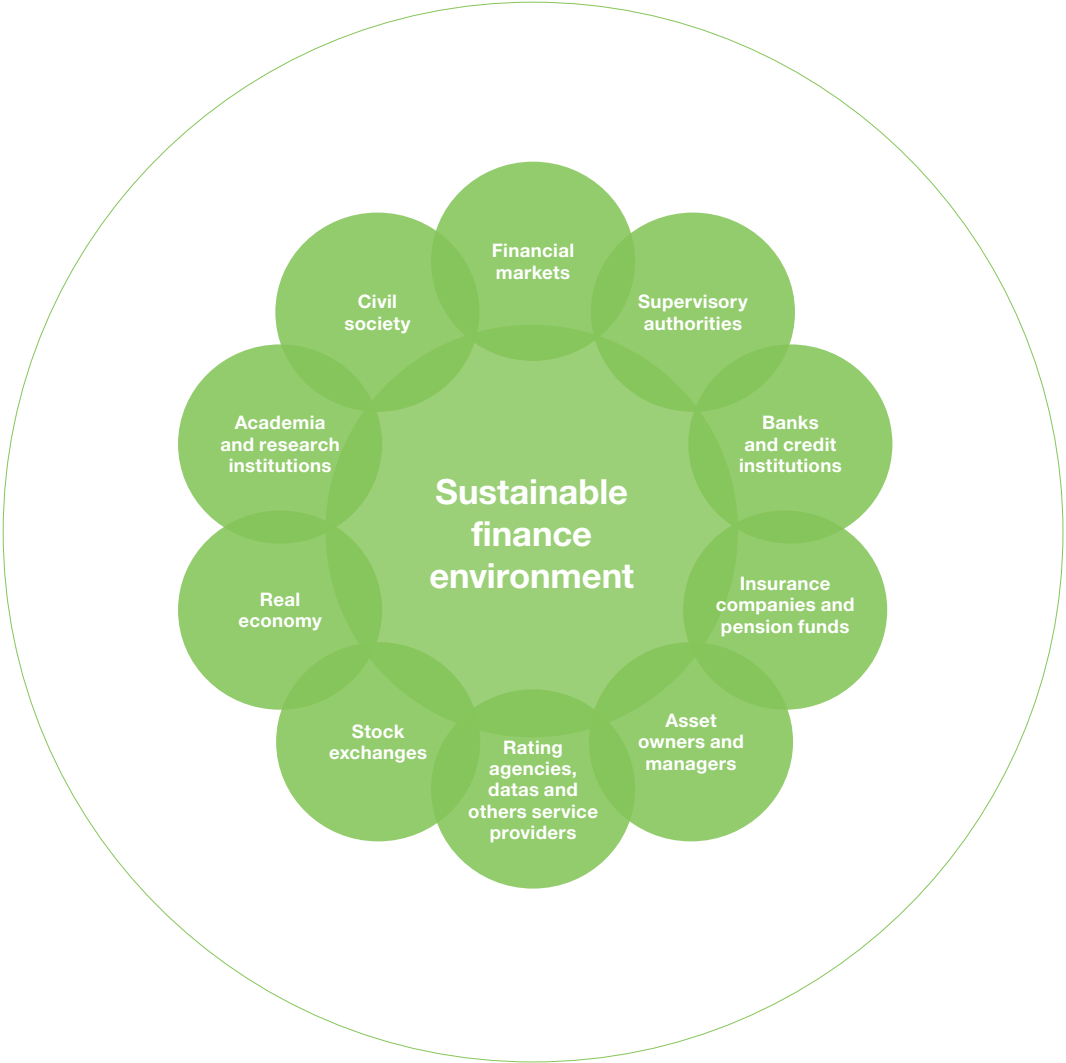 Financial
markets
Supervisory
authorities
Banks
and credit
institutions
Insurance
companies and
pension funds
Asset
owners and
managers
Rating
agencies,
datas and
others service
providers
Stock
exchanges
Real
economy
Academia
and research
institutions
Civil
society
Sustainable
finance
environment